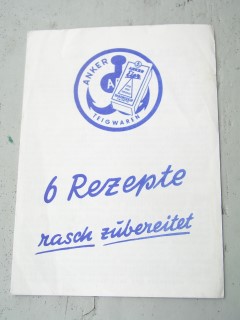 ANKER
A
TEIGWAREN
6 Rezepte
rasch zubereitet